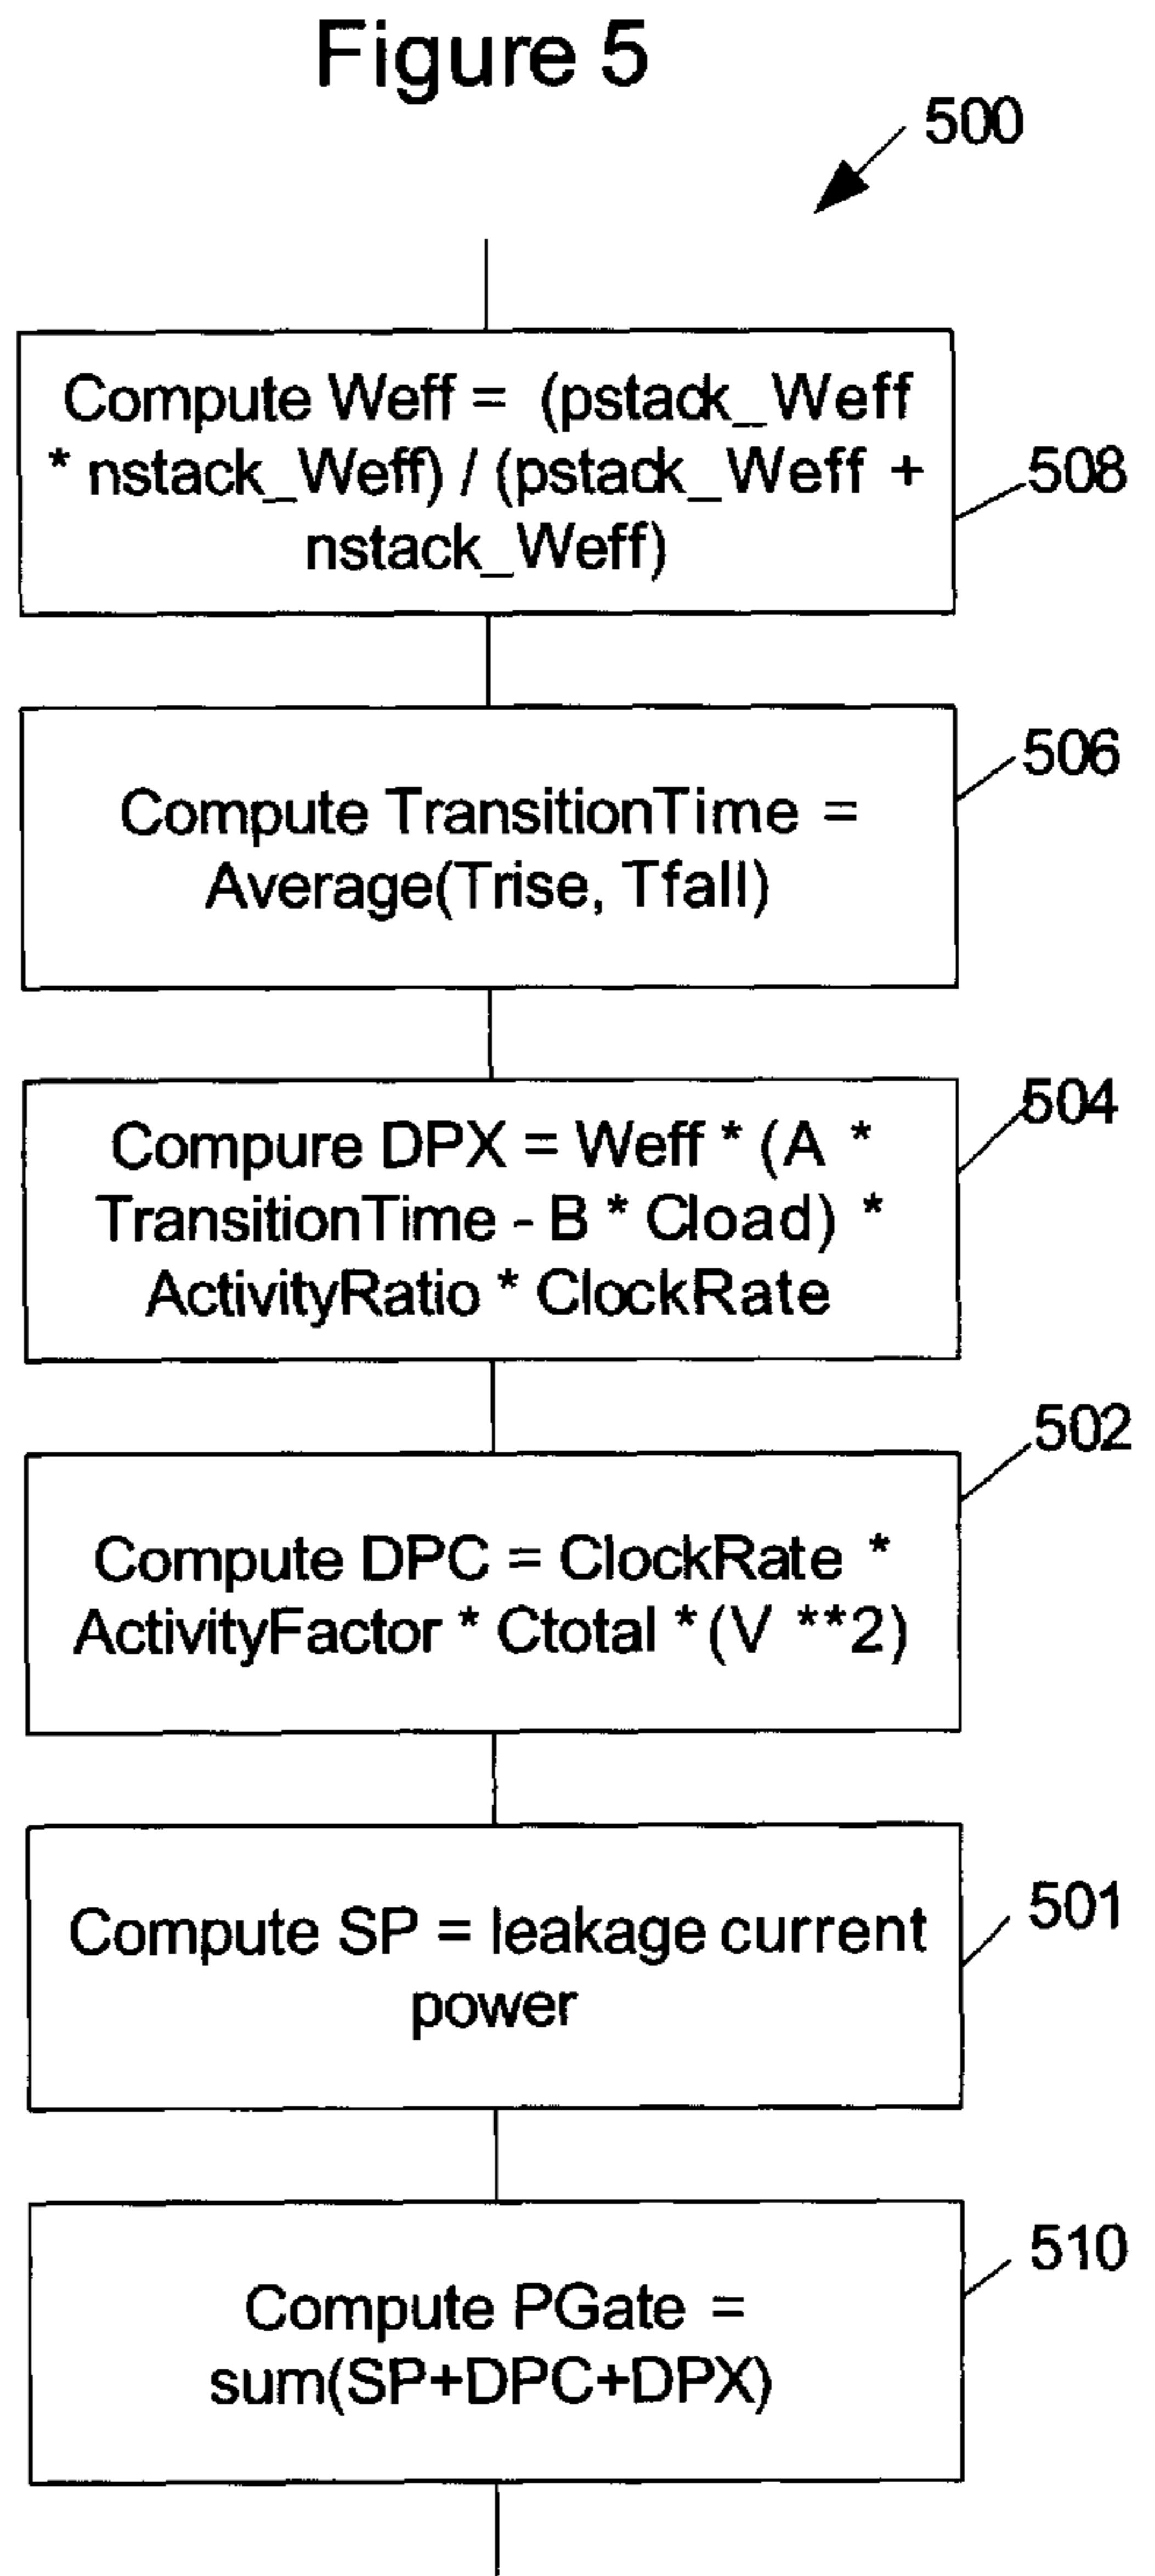 Figure 5
500
Compute Weff = (pstack_Weff
* nstack_Weff) / (pstack_Weff +
nstack_Weff)
508
Compute TransitionTime =
Average(Trise, Tfall)
506
Compure DPX = Weff * (A *
TransitionTime - B * Cload) *
ActivityRatio * ClockRate
504
Compute DPC = ClockRate *
ActivityFactor * Ctotal * (V **2)
502
Compute SP = leakage current
power
501
Compute PGate =
sum(SP+DPC+DPX)
510